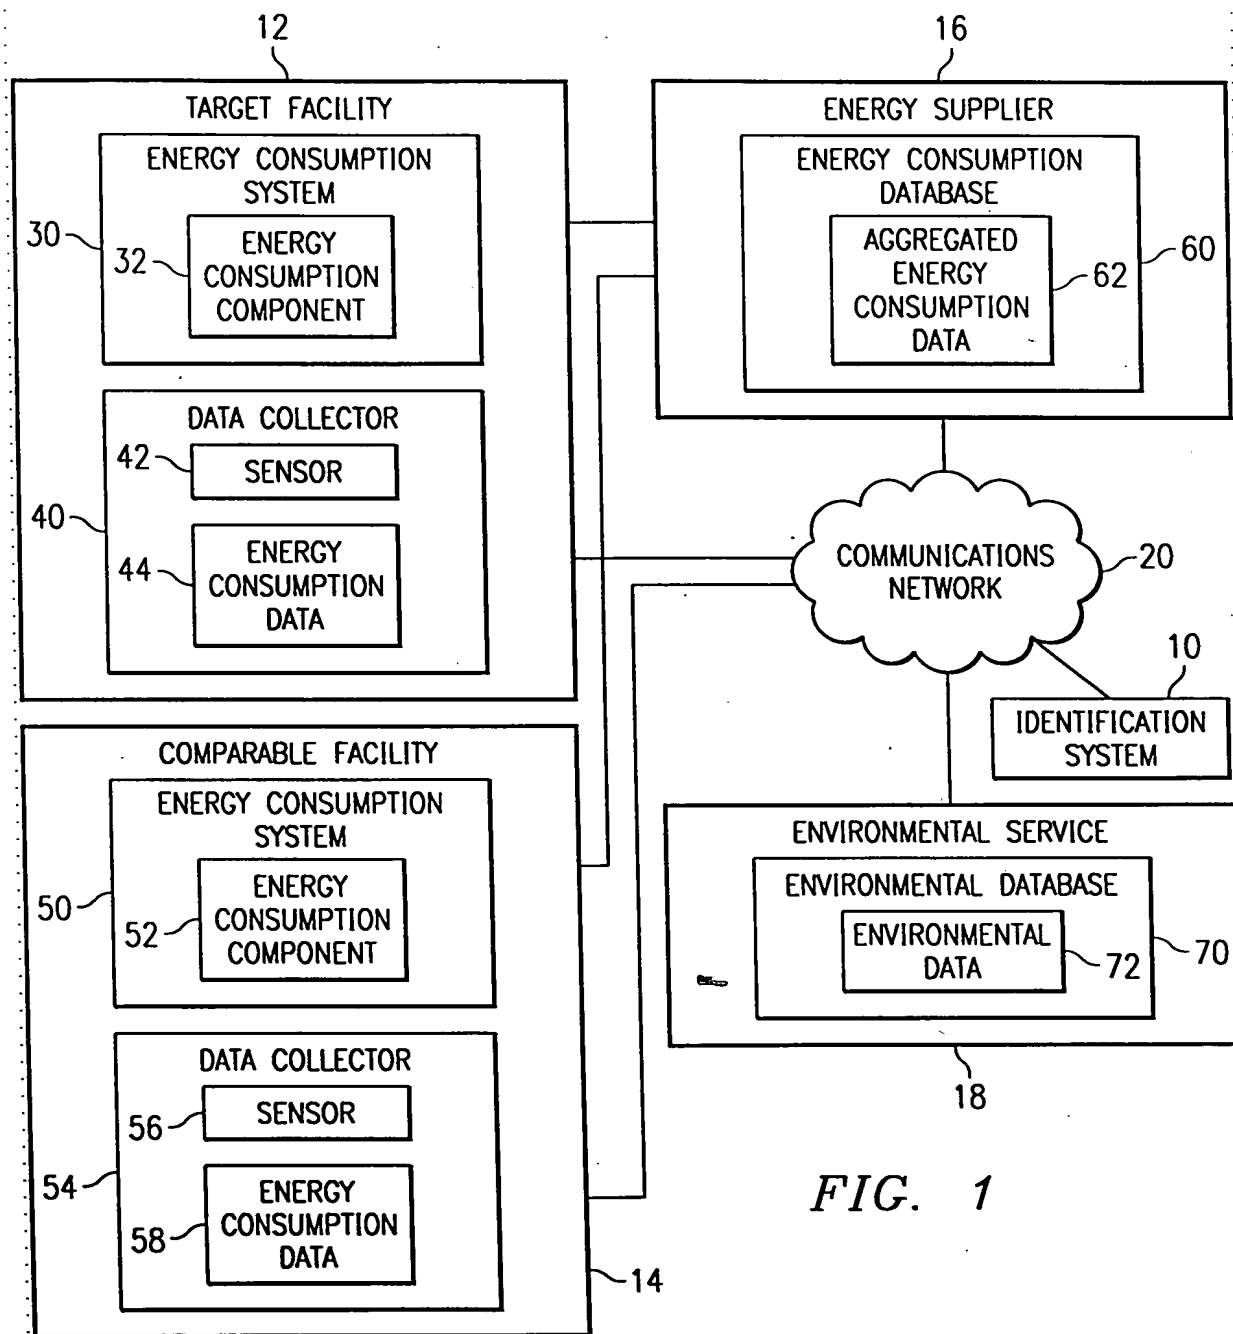 12
TARGET FACILITY
ENERGY CONSUMPTION
SYSTEM
30
32
ENERGY
CONSUMPTION
COMPONENT
DATA COLLECTOR
42
SENSOR
40
44
ENERGY
CONSUMPTION
DATA
COMPARABLE FACILITY
ENERGY CONSUMPTION
SYSTEM
50
52
ENERGY
CONSUMPTION
COMPONENT
DATA COLLECTOR
56
SENSOR
54
58
ENERGY
CONSUMPTION
DATA
14
16
ENERGY SUPPLIER
ENERGY CONSUMPTION
DATABASE
AGGREGATED
ENERGY
CONSUMPTION
DATA
62
60
COMMUNICATIONS
NETWORK
20
10
IDENTIFICATION
SYSTEM
ENVIRONMENTAL SERVICE
ENVIRONMENTAL DATABASE
ENVIRONMENTAL
DATA
72
70
18
FIG. 1